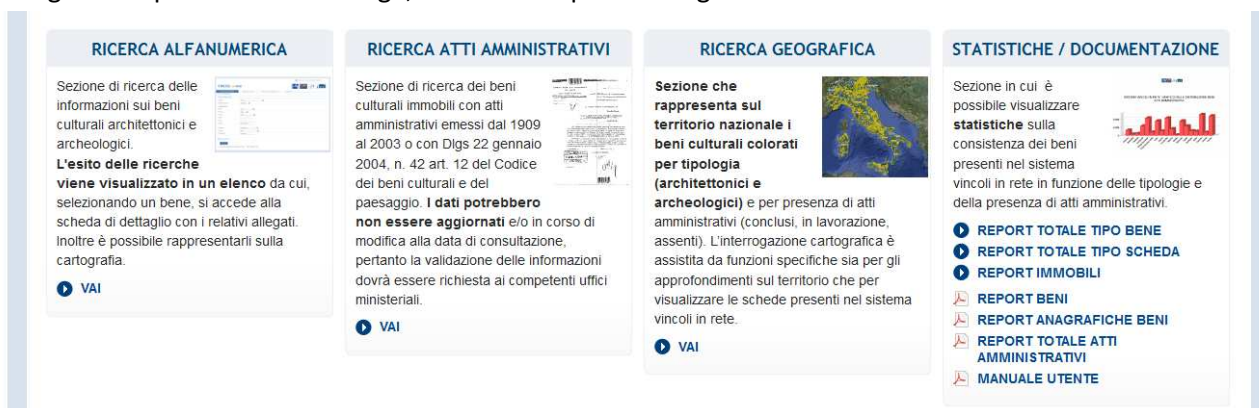 RICERCA ALFANUMERICA
Sezione di ricerca delle
informazioni sui beni
culturali architettonici e
archeologici.
L'esito delle ricerche
viene visualizzato in un elenco da cui,
selezionando un bene, si accede alla
scheda di dettaglio con i relativi allegati.
Inoltre è possibile rappresentarli sulla
cartografia.
VAI
RICERCA ATTI AMMINISTRATIVI
Sezione di ricerca dei beni
culturali immobili con atti
amministrativi emessi dal 1909
al 2003 o con Dlgs 22 gennaio
2004, n. 42 art. 12 del Codice
dei beni culturali e del
paesaggio. I dati potrebbero
non essere aggiornati e/o in corso di
modifica alla data di consultazione,
pertanto la validazione delle informazioni
dovrà essere richiesta ai competenti uffici
ministeriali.
VAI
RICERCA GEOGRAFICA
Sezione che
rappresenta sul
territorio nazionale i
beni culturali colorati
per tipologia
(architettonici e
archeologici) e per presenza di atti
amministrativi (conclusi, in lavorazione,
assenti). L'interrogazione cartografica è
assistita da funzioni specifiche sia per gli
approfondimenti sul territorio che per
visualizzare le schede presenti nel sistema
vincoli in rete.
VAI
STATISTICHE / DOCUMENTAZIONE
Sezione in cui è
possibile visualizzare
statistiche sulla
consistenza dei beni
presenti nel sistema
vincoli in rete in funzione delle tipologie e
della presenza di atti amministrativi.
REPORT TOTALE TIPO BENE
REPORT TOTALE TIPO SCHEDA
REPORT IMMOBILI
REPORT BENI
REPORT ANAGRAFICHE BENI
REPORT TOTALE ATTI
AMMINISTRATIVI
MANUALE UTENTE